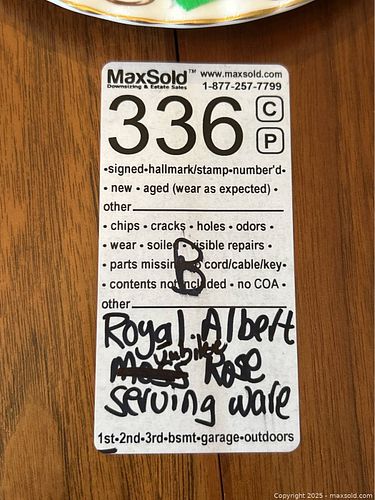 MaxSold™ www.maxsold.com
Downsizing & Estate Sales 1-877-257-7799
336 C
P
•signed•hallmark/stamp•number'd•
• new • aged (wear as expected) •
other
• chips • cracks • holes • odors •
• wear • soiled visible repairs •
B
• parts missing cord/cable/key•
• contents not included • no COA •
other
Royal Albert
Jubilee
Rose
serving ware
1st•2nd•3rd•bsmt•garage•outdoors
Copyright © 2025 - maxsold.com